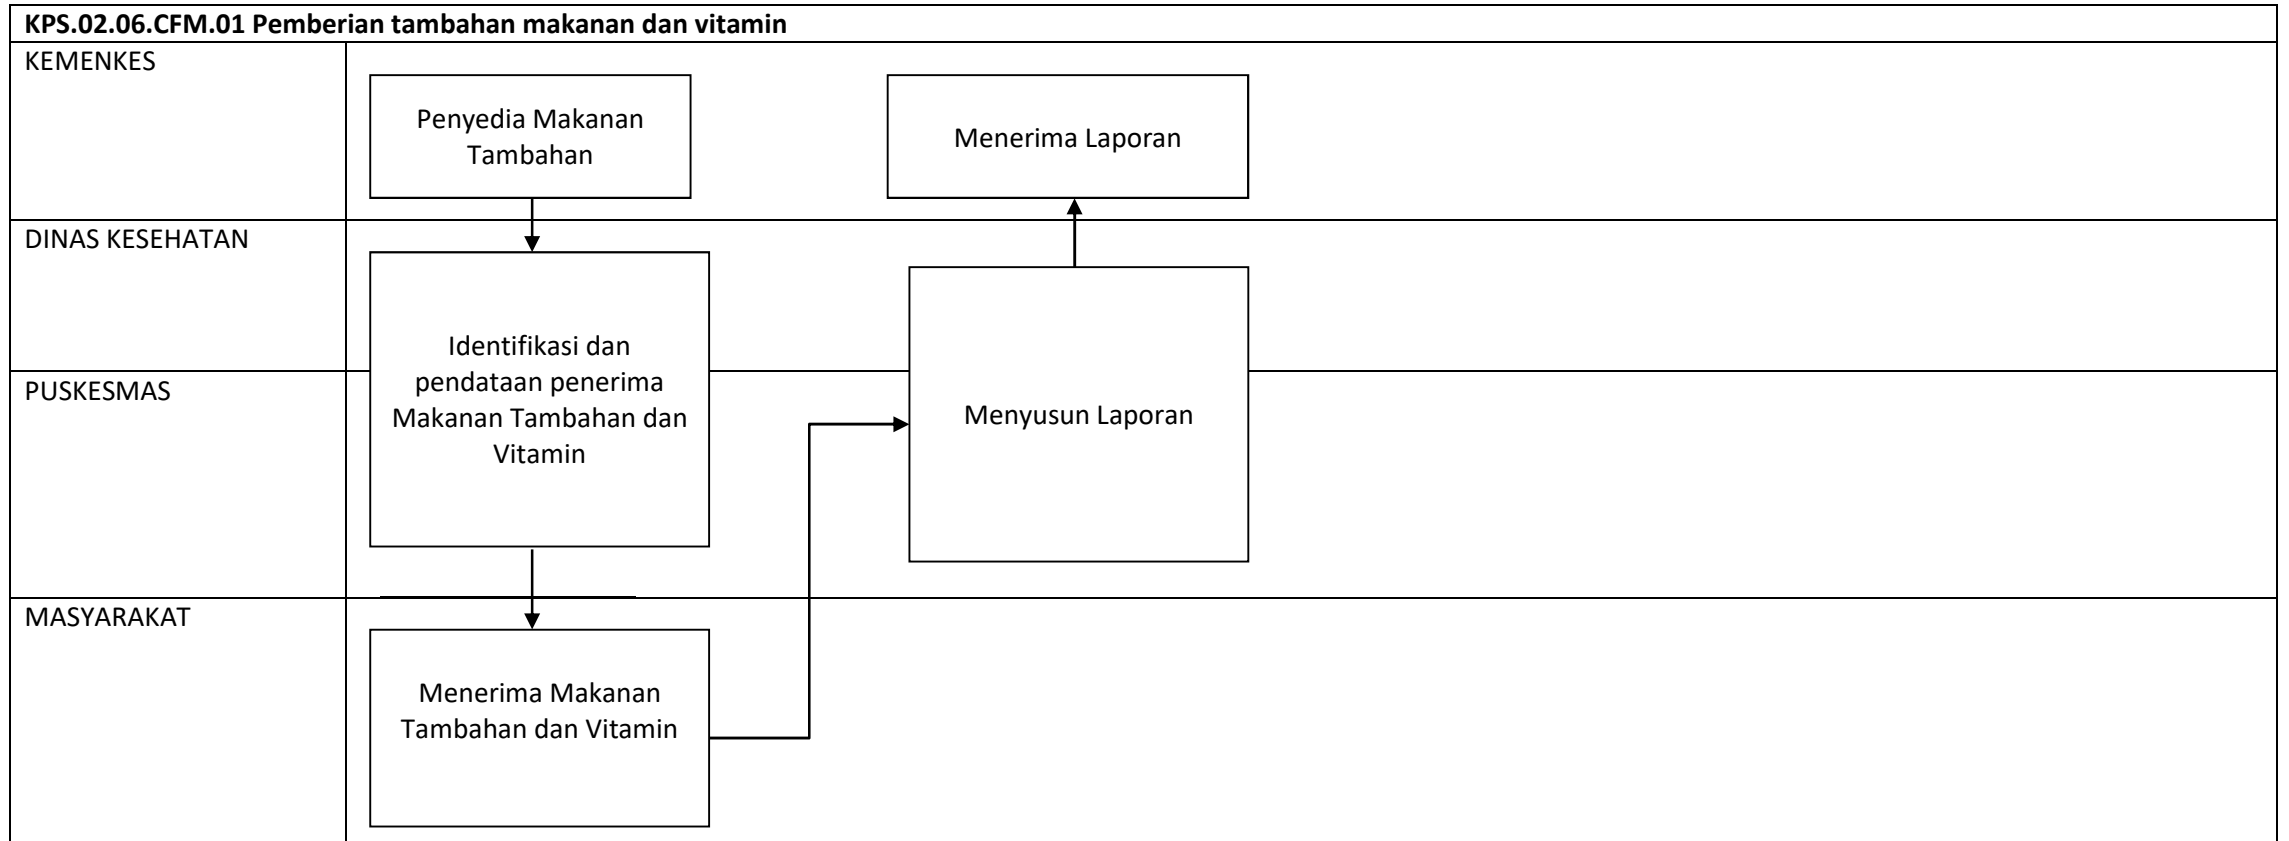 KPS.02.06.CFM.01 Pemberian tambahan makanan dan vitamin
KEMENKES
Penyedia Makanan
Tambahan
Menerima Laporan
DINAS KESEHATAN
Identifikasi dan
pendataan penerima
Makanan Tambahan dan
Vitamin
PUSKESMAS
Menyusun Laporan
MASYARAKAT
Menerima Makanan
Tambahan dan Vitamin